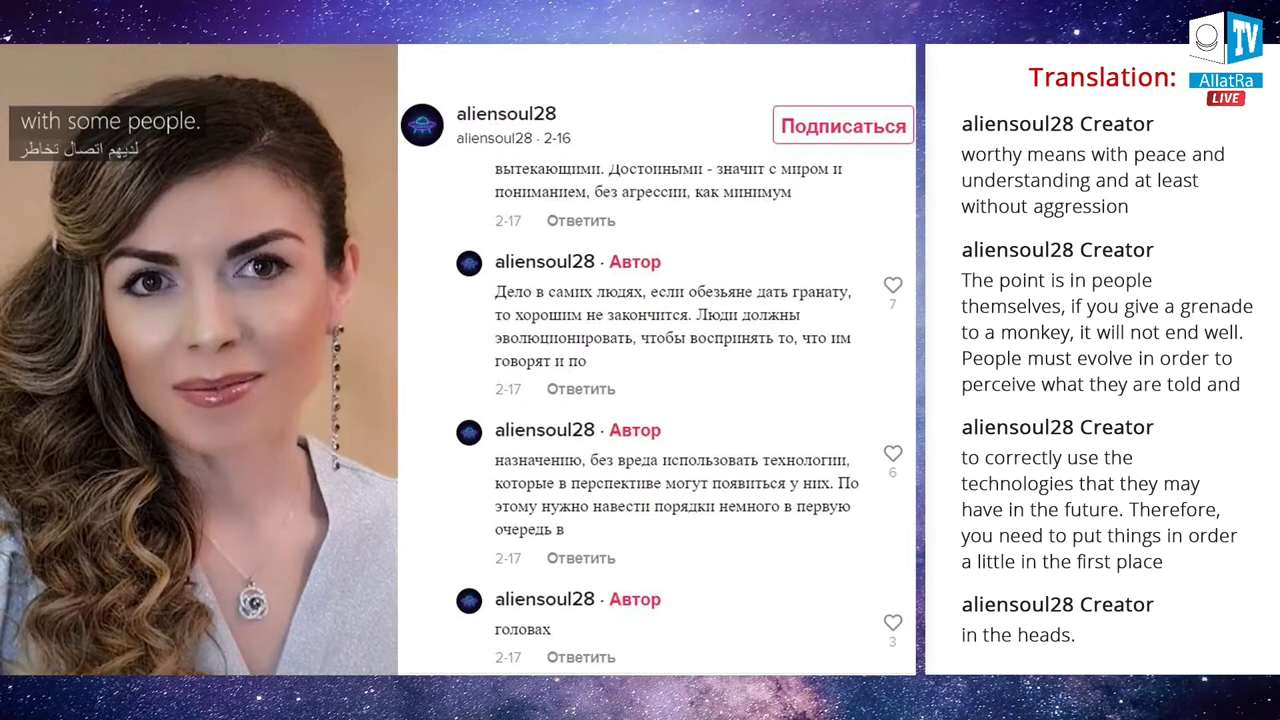 with some people.
لديهم اتصال تخاطر
aliensoul28
aliensoul28 · 2-16
Подписаться
вытекающими. Достойными - значит с миром и
пониманием, без агрессии, как минимум
2-17 Ответить
aliensoul28 · Автор
Дело в самих людях, если обезьяне дать гранату,
то хорошим не закончится. Люди должны
эволюционировать, чтобы воспринять то, что им
говорят и по
7
2-17 Ответить
aliensoul28 · Автор
назначению, без вреда использовать технологии,
которые в перспективе могут появиться у них. По
этому нужно навести порядки немного в первую
очередь в
6
2-17 Ответить
aliensoul28 · Автор
головах
3
2-17 Ответить
TV
AllatRa
LIVE
Translation:
aliensoul28 Creator
worthy means with peace and
understanding and at least
without aggression
aliensoul28 Creator
The point is in people
themselves, if you give a grenade
to a monkey, it will not end well.
People must evolve in order to
perceive what they are told and
aliensoul28 Creator
to correctly use the
technologies that they may
have in the future. Therefore,
you need to put things in order
a little in the first place
aliensoul28 Creator
in the heads.